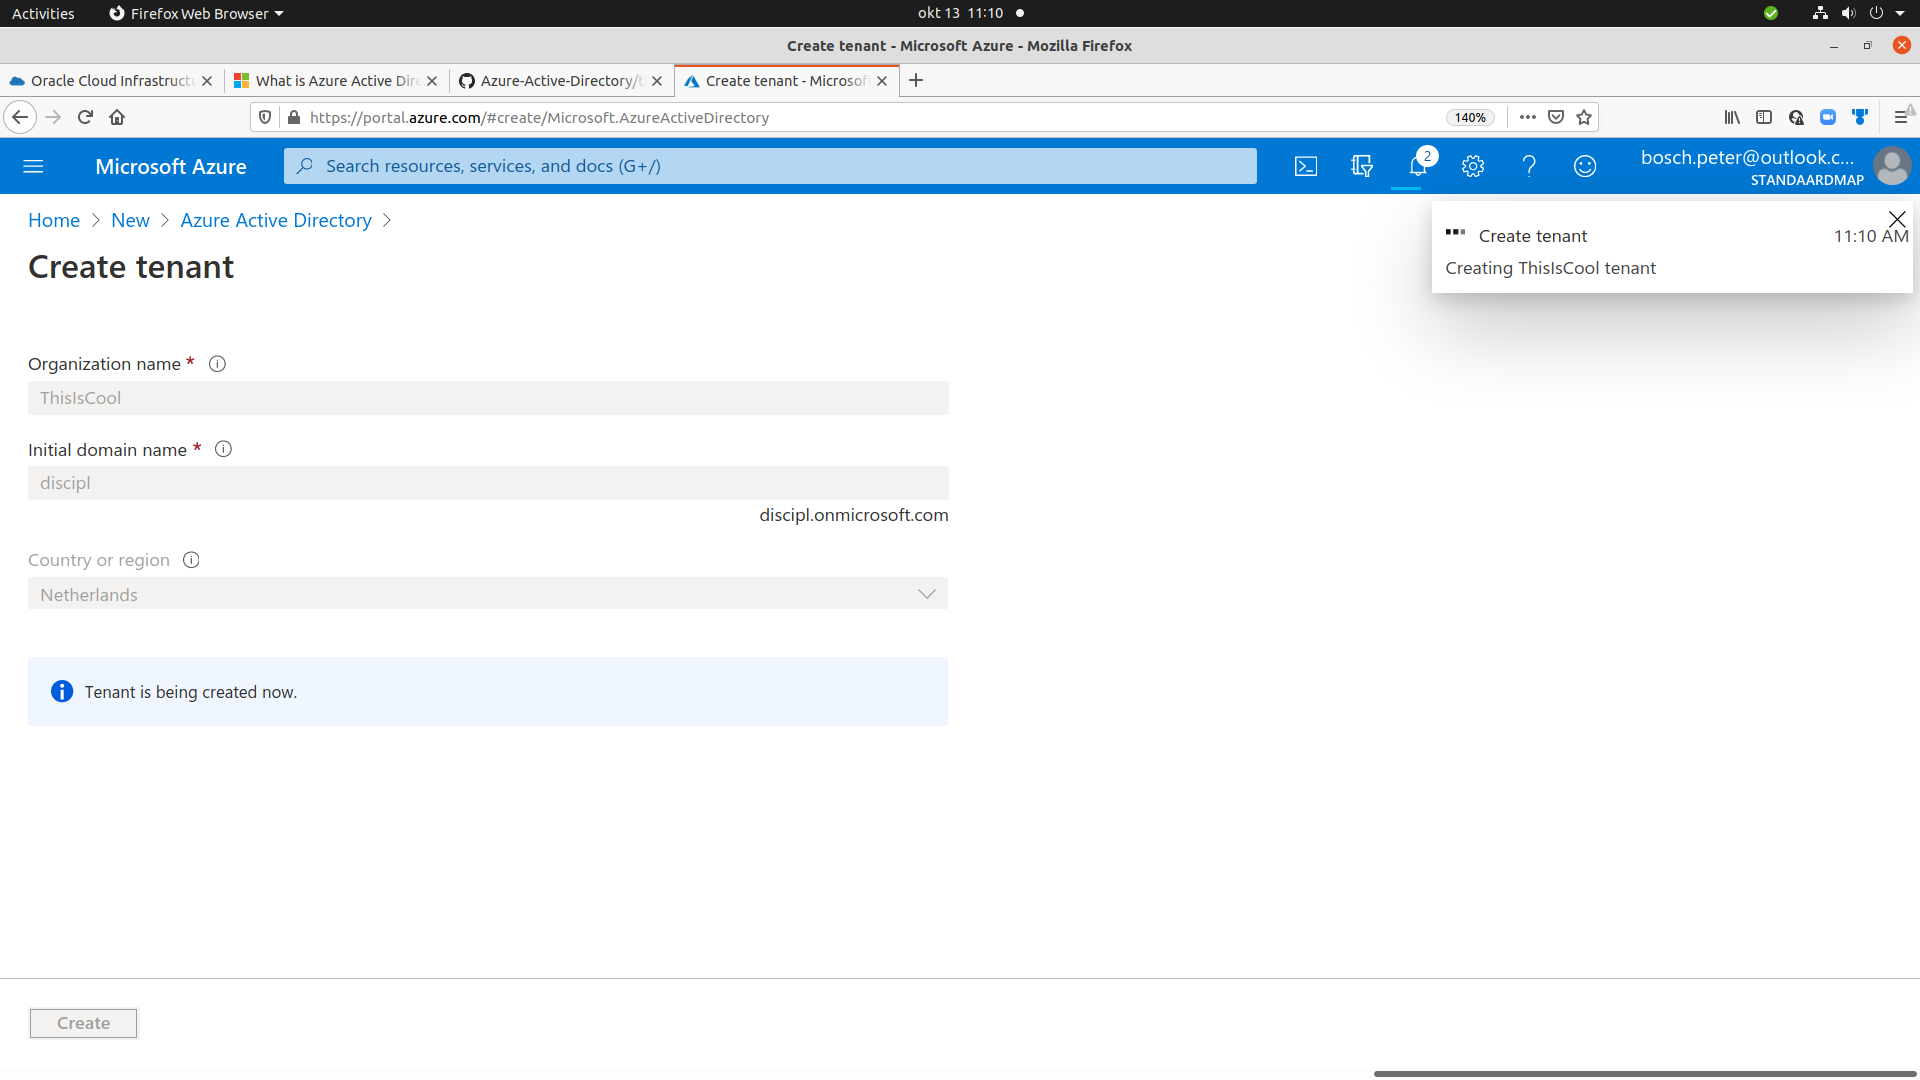 Activities
Firefox Web Browser
okt 13 11:10
Create tenant - Microsoft Azure - Mozilla Firefox
Oracle Cloud Infrastruct
What is Azure Active Dire
Azure-Active-Directory/t
Create tenant - Microsof
https://portal.azure.com/#create/Microsoft.AzureActiveDirectory
140%
Microsoft Azure
Search resources, services, and docs (G+/)
2
bosch.peter@outlook.c...
STANDAARDMAP
Home
New
Azure Active Directory
Create tenant
Create tenant
11:10 AM
Creating ThisIsCool tenant
Organization name *
ThisIsCool
Initial domain name *
discipl
discipl.onmicrosoft.com
Country or region
Netherlands
Tenant is being created now.
Create